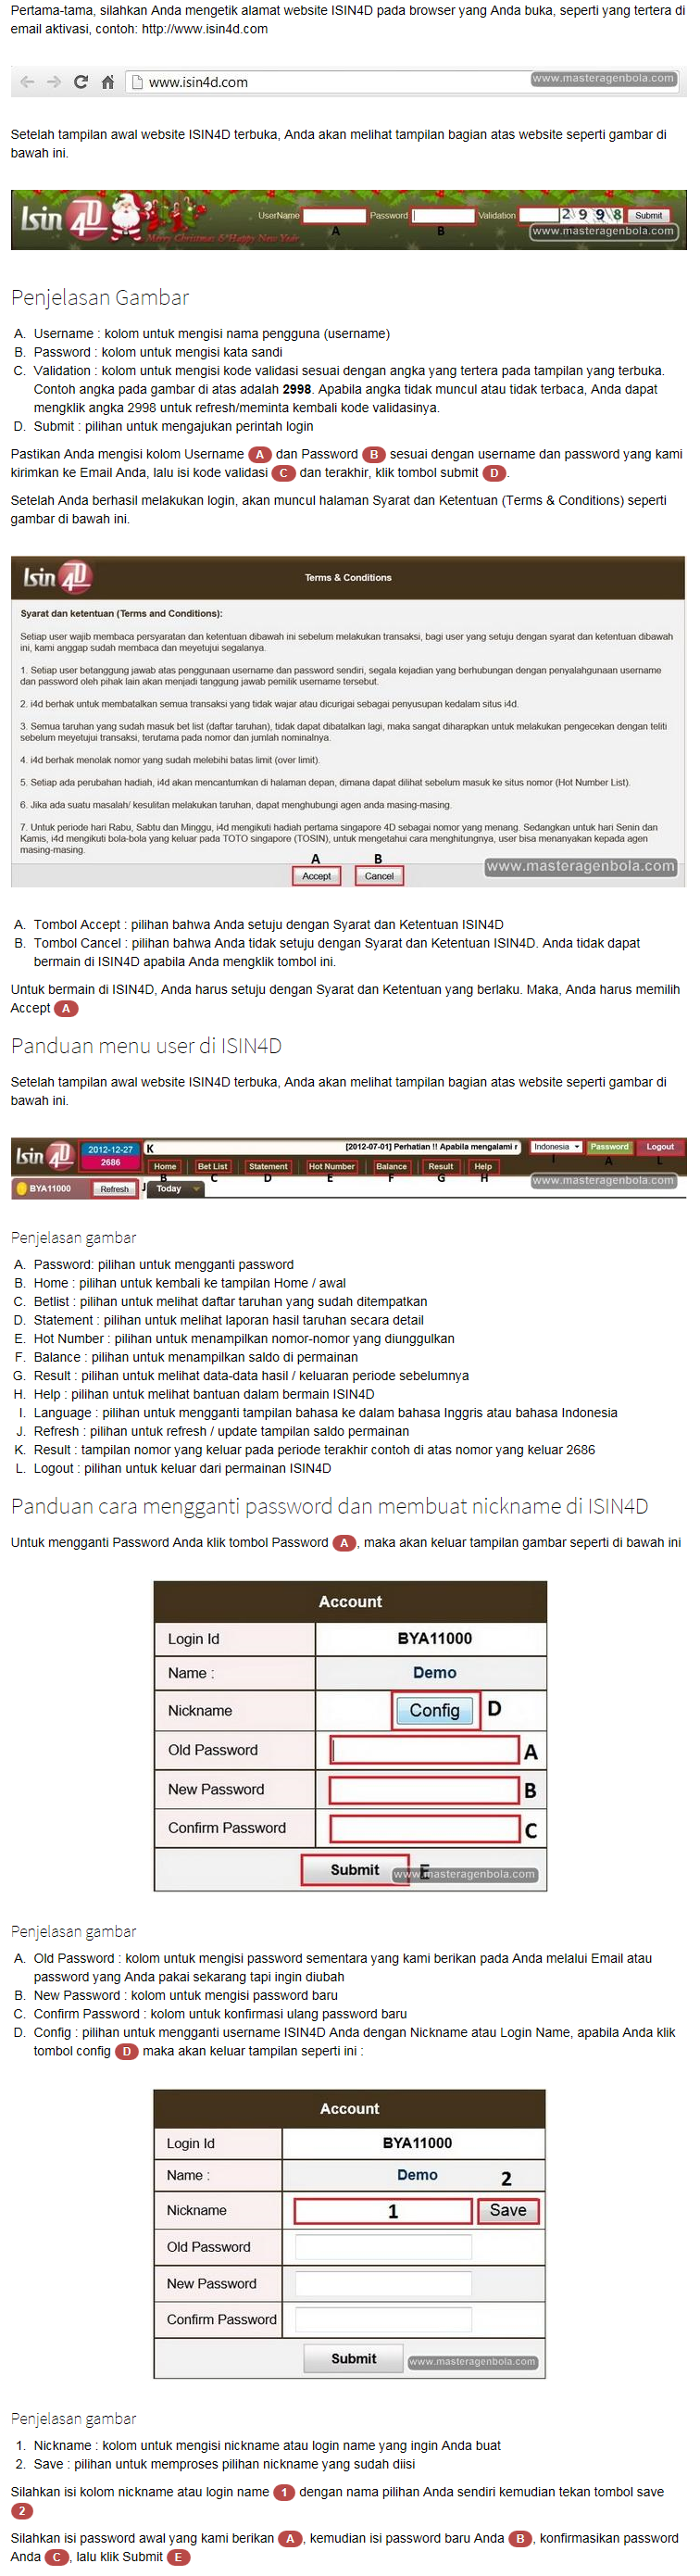 Pertama-tama, silahkan Anda mengetik alamat website ISIN4D pada browser yang Anda buka, seperti yang tertera di
email aktivasi, contoh: http://www.isin4d.com
www.isin4d.com
www.masteragenbola.com
Setelah tampilan awal website ISIN4D terbuka, Anda akan melihat tampilan bagian atas website seperti gambar di
bawah ini.
Isin 4D
Merry Christmas & Happy New Year
UserName Password Validation 2 9 9 8 Submit
A B www.masteragenbola.com
Penjelasan Gambar
A. Username : kolom untuk mengisi nama pengguna (username)
B. Password : kolom untuk mengisi kata sandi
C. Validation : kolom untuk mengisi kode validasi sesuai dengan angka yang tertera pada tampilan yang terbuka.
Contoh angka pada gambar di atas adalah 2998. Apabila angka tidak muncul atau tidak terbaca, Anda dapat
mengklik angka 2998 untuk refresh/meminta kembali kode validasinya.
D. Submit : pilihan untuk mengajukan perintah login
Pastikan Anda mengisi kolom Username A dan Password B sesuai dengan username dan password yang kami
kirimkan ke Email Anda, lalu isi kode validasi C dan terakhir, klik tombol submit D.
Setelah Anda berhasil melakukan login, akan muncul halaman Syarat dan Ketentuan (Terms & Conditions) seperti
gambar di bawah ini.
Isin 4D Terms & Conditions
Syarat dan ketentuan (Terms and Conditions):
Setiap user wajib membaca persyaratan dan ketentuan dibawah ini sebelum melakukan transaksi, bagi user yang setuju dengan syarat dan ketentuan dibawah
ini, kami anggap sudah membaca dan meyetujui segalanya.
1. Setiap user betanggung jawab atas penggunaan username dan password sendiri, segala kejadian yang berhubungan dengan penyalahgunaan username
dan password oleh pihak lain akan menjadi tanggung jawab pemilik username tersebut.
2. i4d berhak untuk membatalkan semua transaksi yang tidak wajar atau dicurigai sebagai penyusupan kedalam situs i4d.
3. Semua taruhan yang sudah masuk bet list (daftar taruhan), tidak dapat dibatalkan lagi, maka sangat diharapkan untuk melakukan pengecekan dengan teliti
sebelum meyetujui transaksi, terutama pada nomor dan jumlah nominalnya.
4. i4d berhak menolak nomor yang sudah melebihi batas limit (over limit).
5. Setiap ada perubahan hadiah, i4d akan mencantumkan di halaman depan, dimana dapat dilihat sebelum masuk ke situs nomor (Hot Number List).
6. Jika ada suatu masalah/ kesulitan melakukan taruhan, dapat menghubungi agen anda masing-masing.
7. Untuk periode hari Rabu, Sabtu dan Minggu, i4d mengikuti hadiah pertama singapore 4D sebagai nomor yang menang. Sedangkan untuk hari Senin dan
Kamis, i4d mengikuti bola-bola yang keluar pada TOTO singapore (TOSIN), untuk mengetahui cara menghitungnya, user bisa menanyakan kepada agen
masing-masing.
A B
Accept Cancel www.masteragenbola.com
A. Tombol Accept : pilihan bahwa Anda setuju dengan Syarat dan Ketentuan ISIN4D
B. Tombol Cancel : pilihan bahwa Anda tidak setuju dengan Syarat dan Ketentuan ISIN4D. Anda tidak dapat
bermain di ISIN4D apabila Anda mengklik tombol ini.
Untuk bermain di ISIN4D, Anda harus setuju dengan Syarat dan Ketentuan yang berlaku. Maka, Anda harus memilih
Accept A
Panduan menu user di ISIN4D
Setelah tampilan awal website ISIN4D terbuka, Anda akan melihat tampilan bagian atas website seperti gambar di
bawah ini.
Isin 4D 2012-12-27 K [2012-07-01] Perhatian !! Apabila mengalami r Indonesia Password Logout
2686 Home Bet List Statement Hot Number Balance Result Help I A L
B C D E F G H www.masteragenbola.com
BYA11000 Refresh J Today
Penjelasan gambar
A. Password: pilihan untuk mengganti password
B. Home : pilihan untuk kembali ke tampilan Home / awal
C. Betlist : pilihan untuk melihat daftar taruhan yang sudah ditempatkan
D. Statement : pilihan untuk melihat laporan hasil taruhan secara detail
E. Hot Number : pilihan untuk menampilkan nomor-nomor yang diunggulkan
F. Balance : pilihan untuk menampilkan saldo di permainan
G. Result : pilihan untuk melihat data-data hasil / keluaran periode sebelumnya
H. Help : pilihan untuk melihat bantuan dalam bermain ISIN4D
I. Language : pilihan untuk mengganti tampilan bahasa ke dalam bahasa Inggris atau bahasa Indonesia
J. Refresh : pilihan untuk refresh / update tampilan saldo permainan
K. Result : tampilan nomor yang keluar pada periode terakhir contoh di atas nomor yang keluar 2686
L. Logout : pilihan untuk keluar dari permainan ISIN4D
Panduan cara mengganti password dan membuat nickname di ISIN4D
Untuk mengganti Password Anda klik tombol Password A, maka akan keluar tampilan gambar seperti di bawah ini
Account
Login Id BYA11000
Name : Demo
Nickname Config D
Old Password A
New Password B
Confirm Password C
Submit E www.masteragenbola.com
Penjelasan gambar
A. Old Password : kolom untuk mengisi password sementara yang kami berikan pada Anda melalui Email atau
password yang Anda pakai sekarang tapi ingin diubah
B. New Password : kolom untuk mengisi password baru
C. Confirm Password : kolom untuk konfirmasi ulang password baru
D. Config : pilihan untuk mengganti username ISIN4D Anda dengan Nickname atau Login Name, apabila Anda klik
tombol config D maka akan keluar tampilan seperti ini :
Account
Login Id BYA11000
Name : Demo 2
Nickname 1 Save
Old Password
New Password
Confirm Password
Submit www.masteragenbola.com
Penjelasan gambar
1. Nickname : kolom untuk mengisi nickname atau login name yang ingin Anda buat
2. Save : pilihan untuk memproses pilihan nickname yang sudah diisi
Silahkan isi kolom nickname atau login name 1 dengan nama pilihan Anda sendiri kemudian tekan tombol save
2
Silahkan isi password awal yang kami berikan A, kemudian isi password baru Anda B, konfirmasikan password
Anda C, lalu klik Submit E